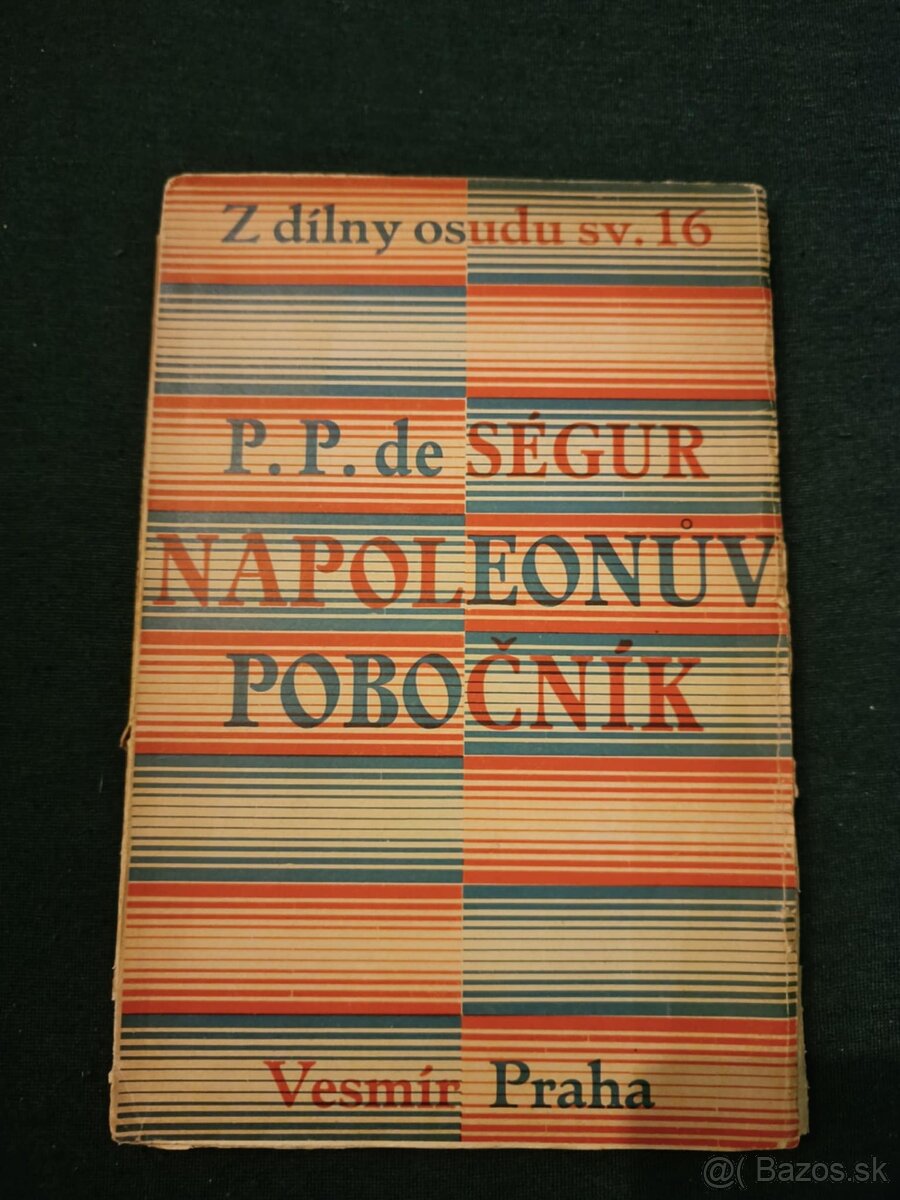 Z dílny osudu sv. 16
P. P. de SÉGUR
NAPOLEONŮV
POBOČNÍK
Vesmír Praha
@( Bazos.sk